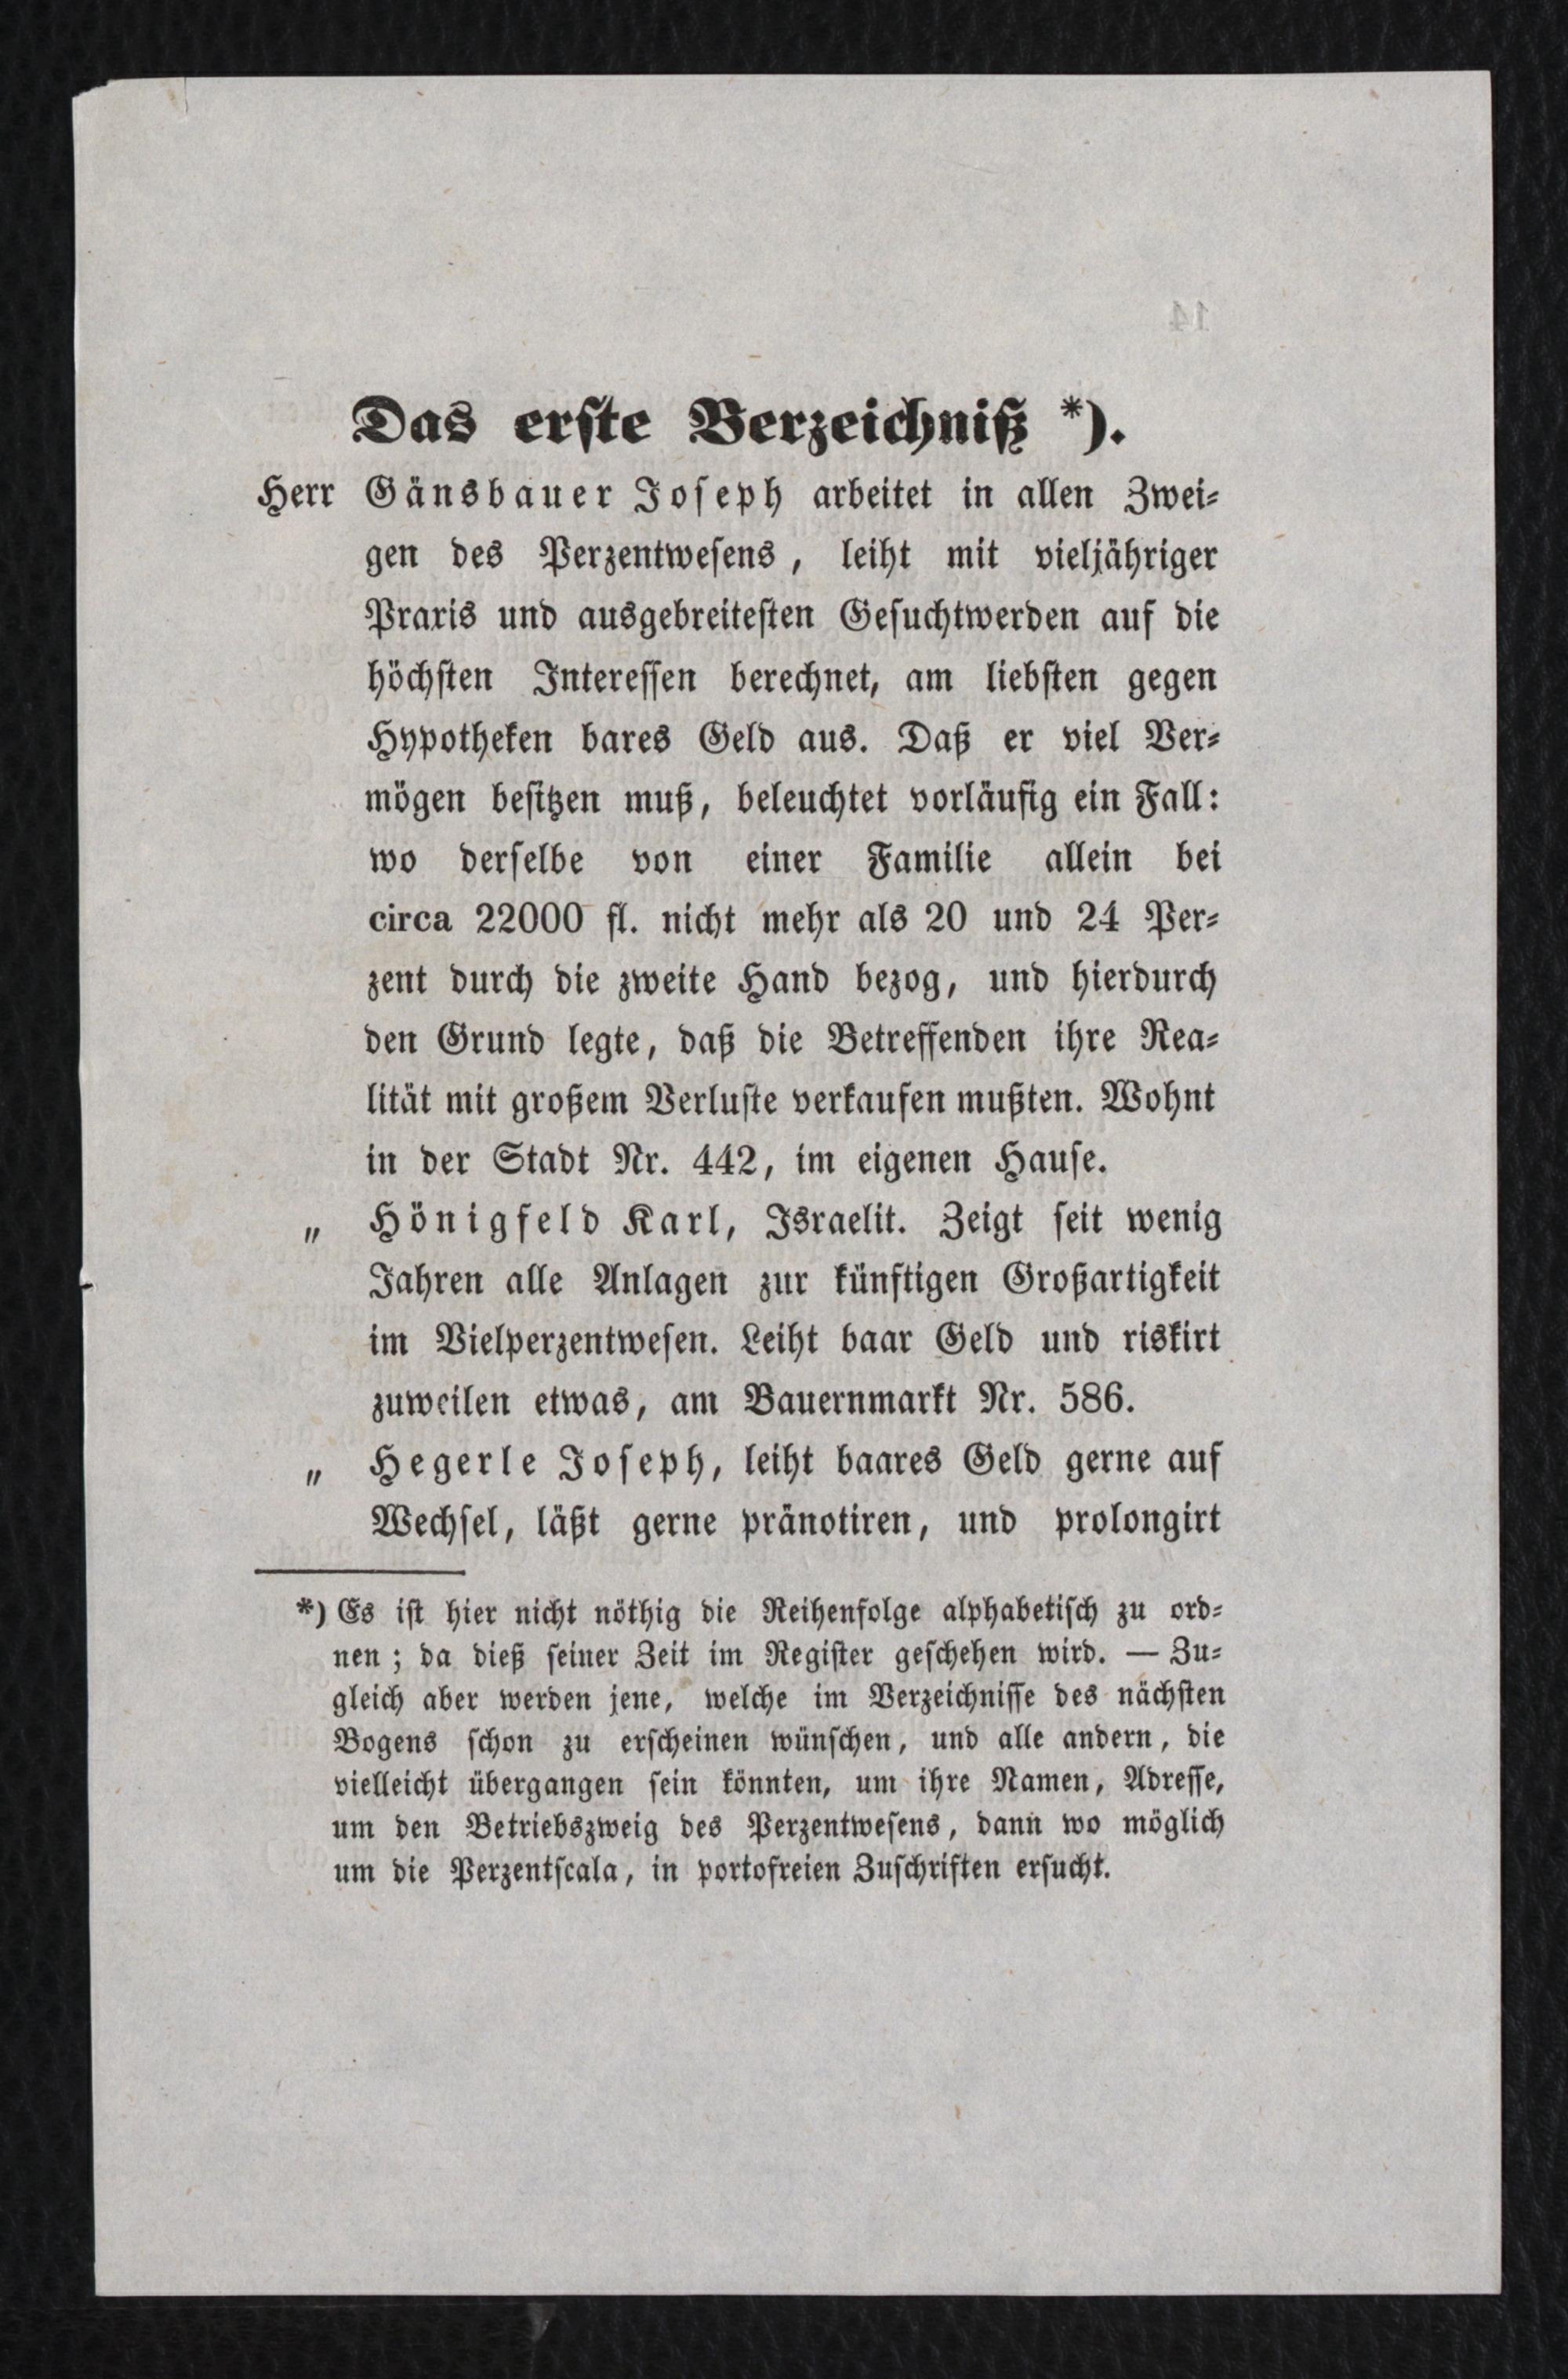 Das erste Verzeichniß *).
Herr Gänsbauer Joseph arbeitet in allen Zwei-
gen des Perzentwesens, leiht mit vieljähriger
Praxis und ausgebreitesten Gesuchtwerden auf die
höchsten Interessen berechnet, am liebsten gegen
Hypotheken bares Geld aus. Daß er viel Ver-
mögen besitzen muß, beleuchtet vorläufig ein Fall:
wo derselbe von einer Familie allein bei
circa 22000 fl. nicht mehr als 20 und 24 Per-
zent durch die zweite Hand bezog, und hierdurch
den Grund legte, daß die Betreffenden ihre Rea-
lität mit großem Verluste verkaufen mußten. Wohnt
in der Stadt Nr. 442, im eigenen Hause.
„ Hönigfeld Karl, Israelit. Zeigt seit wenig
Jahren alle Anlagen zur künftigen Großartigkeit
im Vielperzentwesen. Leiht baar Geld und riskirt
zuweilen etwas, am Bauernmarkt Nr. 586.
„ Hegerle Joseph, leiht baares Geld gerne auf
Wechsel, läßt gerne pränotiren, und prolongirt
*) Es ist hier nicht nöthig die Reihenfolge alphabetisch zu ord-
nen; da dieß seiner Zeit im Register geschehen wird. — Zu-
gleich aber werden jene, welche im Verzeichnisse des nächsten
Bogens schon zu erscheinen wünschen, und alle andern, die
vielleicht übergangen sein könnten, um ihre Namen, Adresse,
um den Betriebszweig des Perzentwesens, dann wo möglich
um die Perzentscala, in portofreien Zuschriften ersucht.